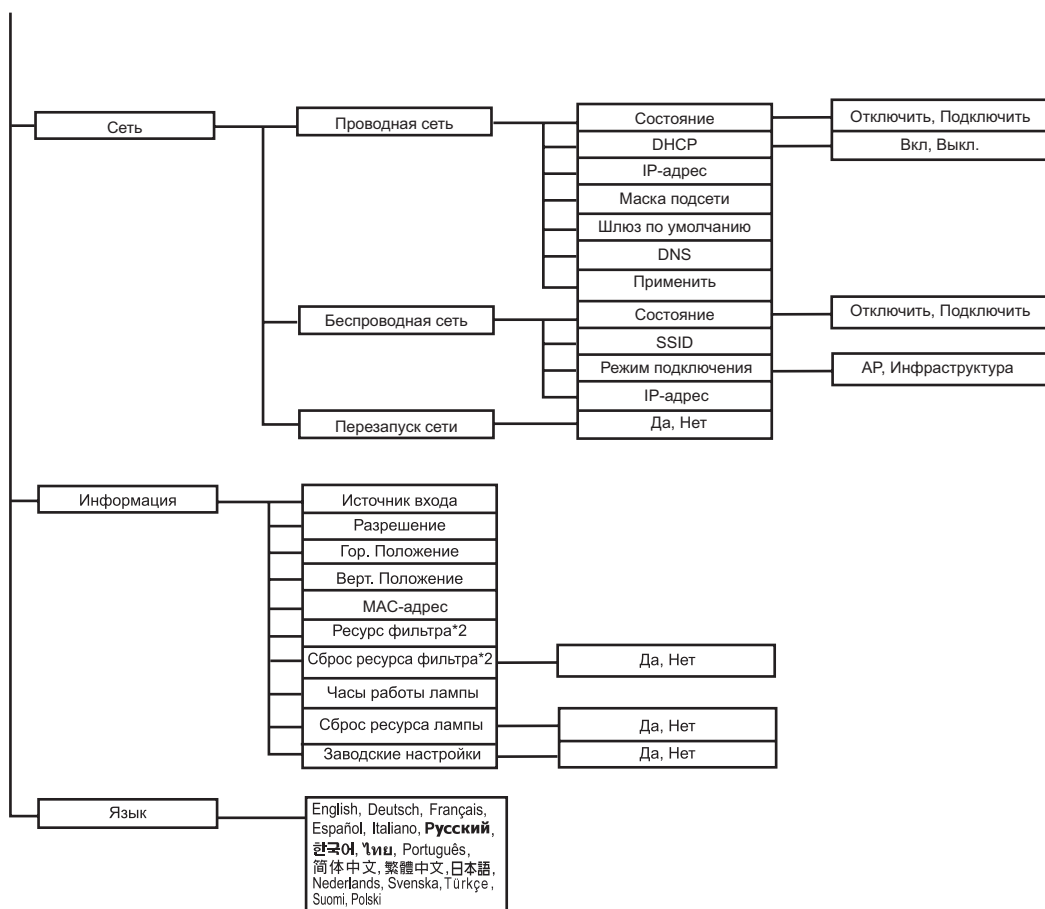 Сеть
Проводная сеть
Состояние
Отключить, Подключить
DHCP
Вкл, Выкл.
IP-адрес
Маска подсети
Шлюз по умолчанию
DNS
Применить
Беспроводная сеть
Состояние
Отключить, Подключить
SSID
Режим подключения
AP, Инфраструктура
IP-адрес
Перезапуск сети
Да, Нет
Информация
Источник входа
Разрешение
Гор. Положение
Верт. Положение
MAC-адрес
Ресурс фильтра*2
Сброс ресурса фильтра*2
Да, Нет
Часы работы лампы
Сброс ресурса лампы
Да, Нет
Заводские настройки
Да, Нет
Язык
English, Deutsch, Français,
Español, Italiano, Русский,
한국어, ไทย, Português,
简体中文, 繁體中文, 日本語,
Nederlands, Svenska, Türkçe,
Suomi, Polski